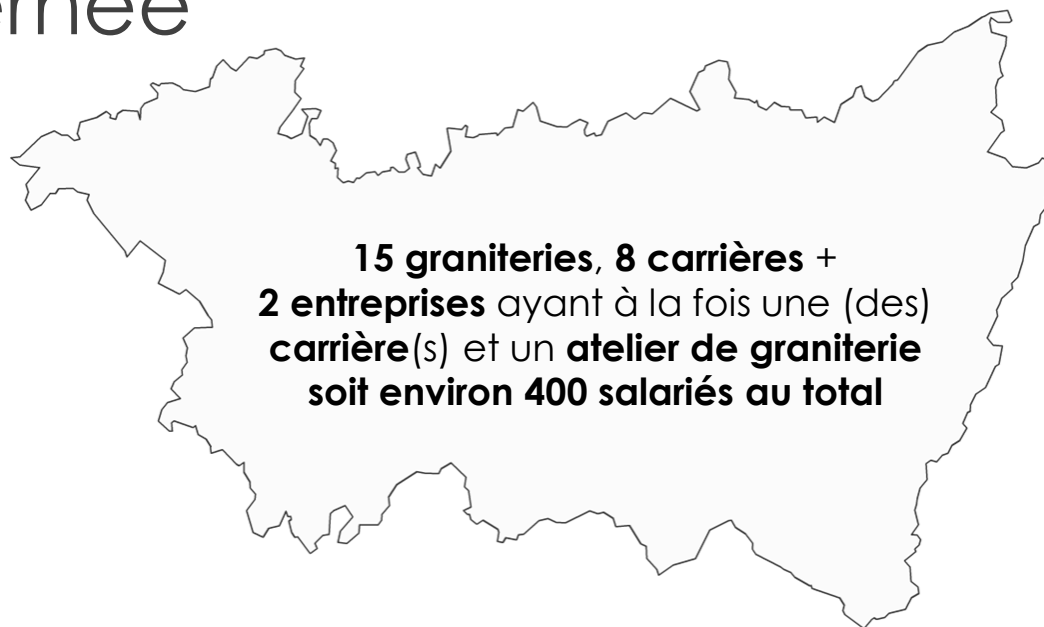 ernée
15 graniteries, 8 carrières +
2 entreprises ayant à la fois une (des)
carrière(s) et un atelier de graniterie
soit environ 400 salariés au total